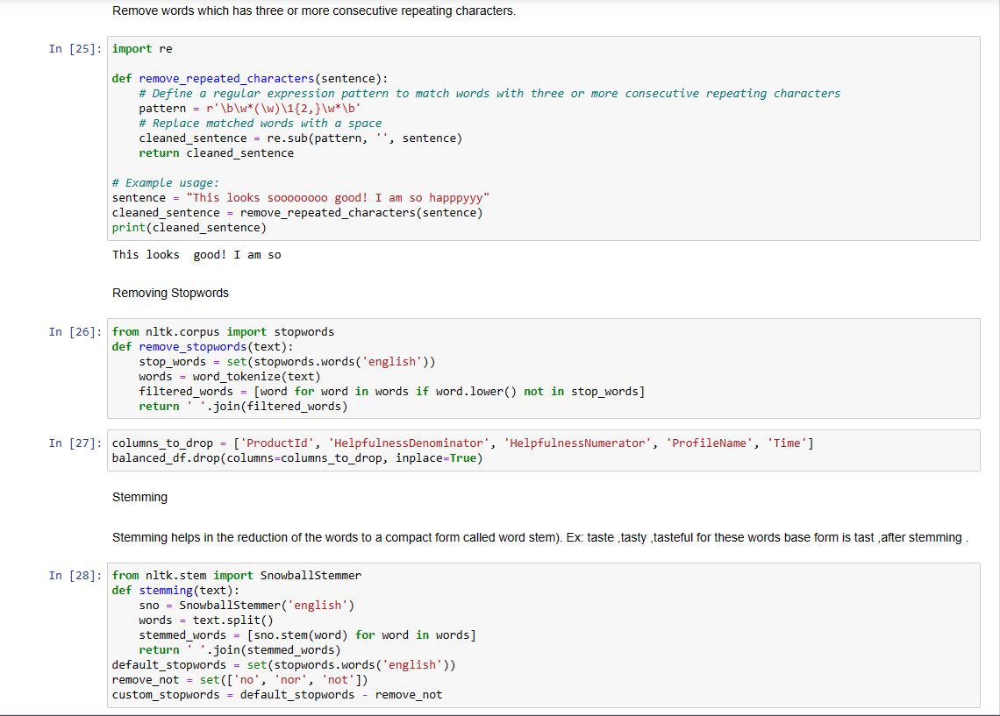 Remove words which has three or more consecutive repeating characters.
In [25]: import re
def remove_repeated_characters(sentence):
# Define a regular expression pattern to match words with three or more consecutive repeating characters
pattern = r'\b\w*(\w)\1{2,}\w*\b'
# Replace matched words with a space
cleaned_sentence = re.sub(pattern, '', sentence)
return cleaned_sentence
# Example usage:
sentence = "This looks soooooooo good! I am so happpyyy"
cleaned_sentence = remove_repeated_characters(sentence)
print(cleaned_sentence)
This looks  good! I am so
Removing Stopwords
In [26]: from nltk.corpus import stopwords
def remove_stopwords(text):
stop_words = set(stopwords.words('english'))
words = word_tokenize(text)
filtered_words = [word for word in words if word.lower() not in stop_words]
return ' '.join(filtered_words)
In [27]: columns_to_drop = ['ProductId', 'HelpfulnessDenominator', 'HelpfulnessNumerator', 'ProfileName', 'Time']
balanced_df.drop(columns=columns_to_drop, inplace=True)
Stemming
Stemming helps in the reduction of the words to a compact form called word stem). Ex: taste ,tasty ,tasteful for these words base form is tast ,after stemming .
In [28]: from nltk.stem import SnowballStemmer
def stemming(text):
sno = SnowballStemmer('english')
words = text.split()
stemmed_words = [sno.stem(word) for word in words]
return ' '.join(stemmed_words)
default_stopwords = set(stopwords.words('english'))
remove_not = set(['no', 'nor', 'not'])
custom_stopwords = default_stopwords - remove_not